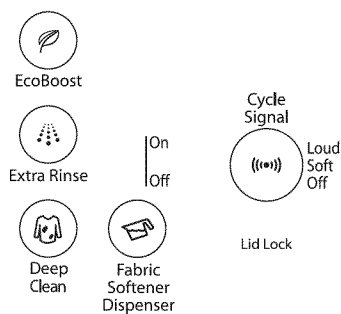 EcoBoost
Extra Rinse
On
Off
Deep
Clean
Fabric
Softener
Dispenser
Cycle
Signal
Loud
Soft
Off
Lid Lock